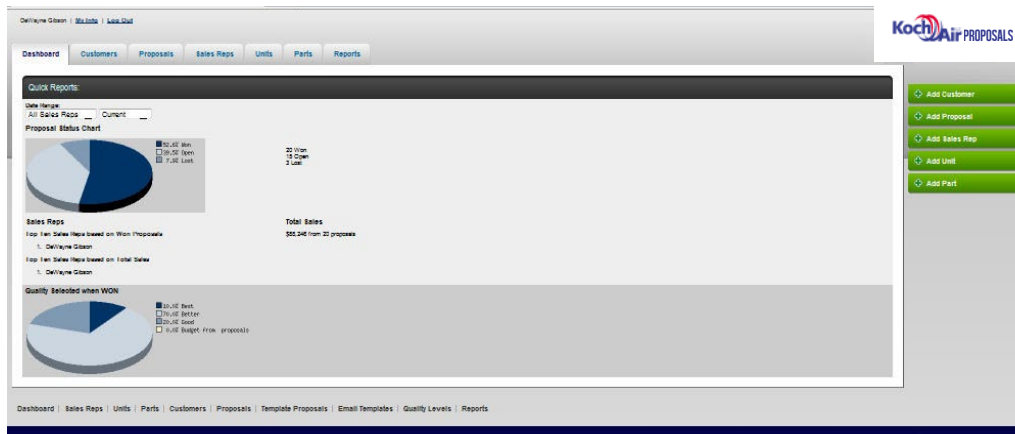 DeWayne Gibson | My Info | Log Out
Koch Air PROPOSALS
Dashboard Customers Proposals Sales Reps Units Parts Reports
Quick Reports:
Date Range:
All Sales Reps Current
Proposal Status Chart
52.6% Won
39.5% Open
7.9% Lost
20 Won
15 Open
3 Lost
Sales Reps
Top Ten Sales Reps based on Won Proposals
1. DeWayne Gibson
Top Ten Sales Reps based on Total Sales
1. DeWayne Gibson
Total Sales
from 20 proposals
Quality Selected when WON
10.0% Best
70.0% Better
20.0% Good
0.0% Budget from proposals
Add Customer
Add Proposal
Add Sales Rep
Add Unit
Add Part
Dashboard | Sales Reps | Units | Parts | Customers | Proposals | Template Proposals | Email Templates | Quality Levels | Reports